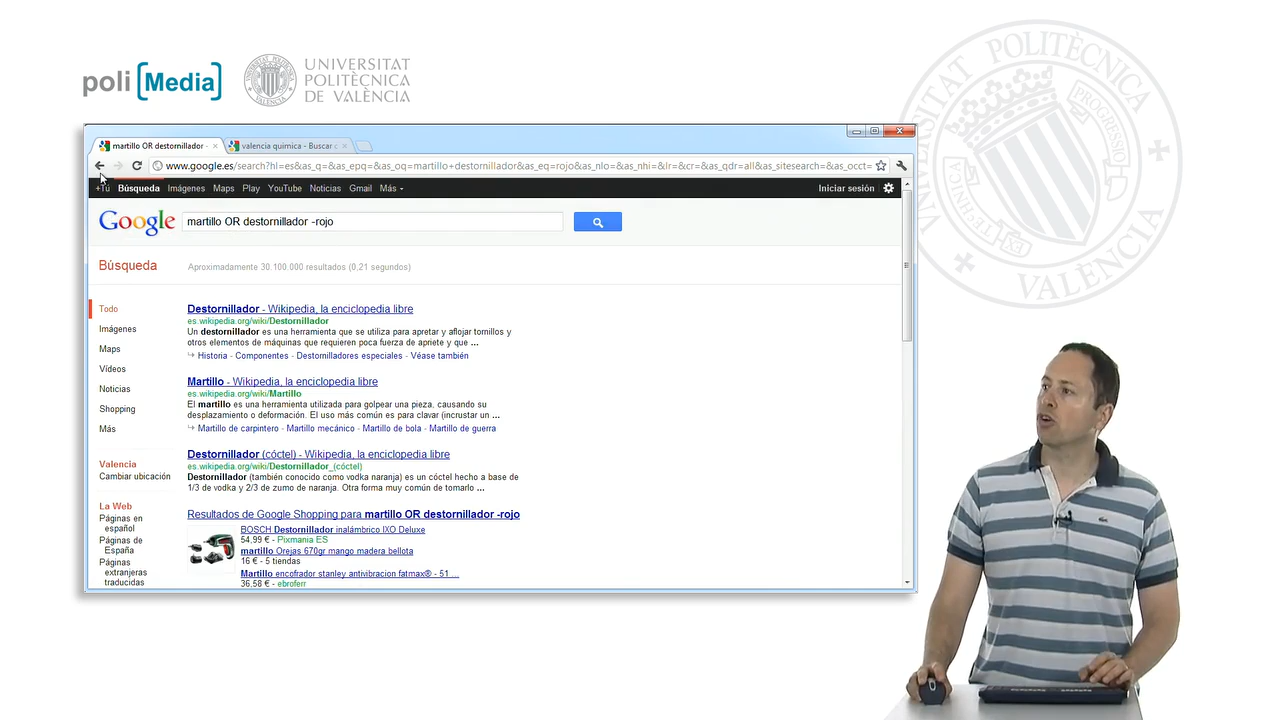 poli[Media]
UNIVERSITAT
POLITÈCNICA
DE VALÈNCIA
UNIVERSITAT POLITÈCNICA
DE VALÈNCIA
martillo OR destornillador -
valencia quimica - Buscar
www.google.es/search?hl=es&as_q=&as_epq=&as_oq=martillo+destornillador&as_eq=rojo&as_nlo=&as_nhi=&lr=&cr=&as_qdr=all&as_sitesearch=&as_occt=
+Tú Búsqueda Imágenes Maps Play YouTube Noticias Gmail Más Iniciar sesión
Google martillo OR destornillador -rojo
Búsqueda Aproximadamente 30.100.000 resultados (0,21 segundos)
Todo
Imágenes
Maps
Vídeos
Noticias
Shopping
Más
Valencia
Cambiar ubicación
La Web
Páginas en
español
Páginas de
España
Páginas
extranjeras
traducidas
Destornillador - Wikipedia, la enciclopedia libre
es.wikipedia.org/wiki/Destornillador
Un destornillador es una herramienta que se utiliza para apretar y aflojar tornillos y
otros elementos de máquinas que requieren poca fuerza de apriete y que ...
Historia - Componentes - Destornilladores especiales - Véase también
Martillo - Wikipedia, la enciclopedia libre
es.wikipedia.org/wiki/Martillo
El martillo es una herramienta utilizada para golpear una pieza, causando su
desplazamiento o deformación. El uso más común es para clavar (incrustar un ...
Martillo de carpintero - Martillo mecánico - Martillo de bola - Martillo de guerra
Destornillador (cóctel) - Wikipedia, la enciclopedia libre
es.wikipedia.org/wiki/Destornillador_(cóctel)
Destornillador (también conocido como vodka naranja) es un cóctel hecho a base de
1/3 de vodka y 2/3 de zumo de naranja. Otra forma muy común de tomarlo ...
Resultados de Google Shopping para martillo OR destornillador -rojo
BOSCH Destornillador inalámbrico IXO Deluxe
54,99 € - Pixmania ES
martillo Orejas 670gr mango madera bellota
16 € - 5 tiendas
Martillo encofrador stanley antivibracion fatmax® - 51 ...
36,58 € - ebroferr